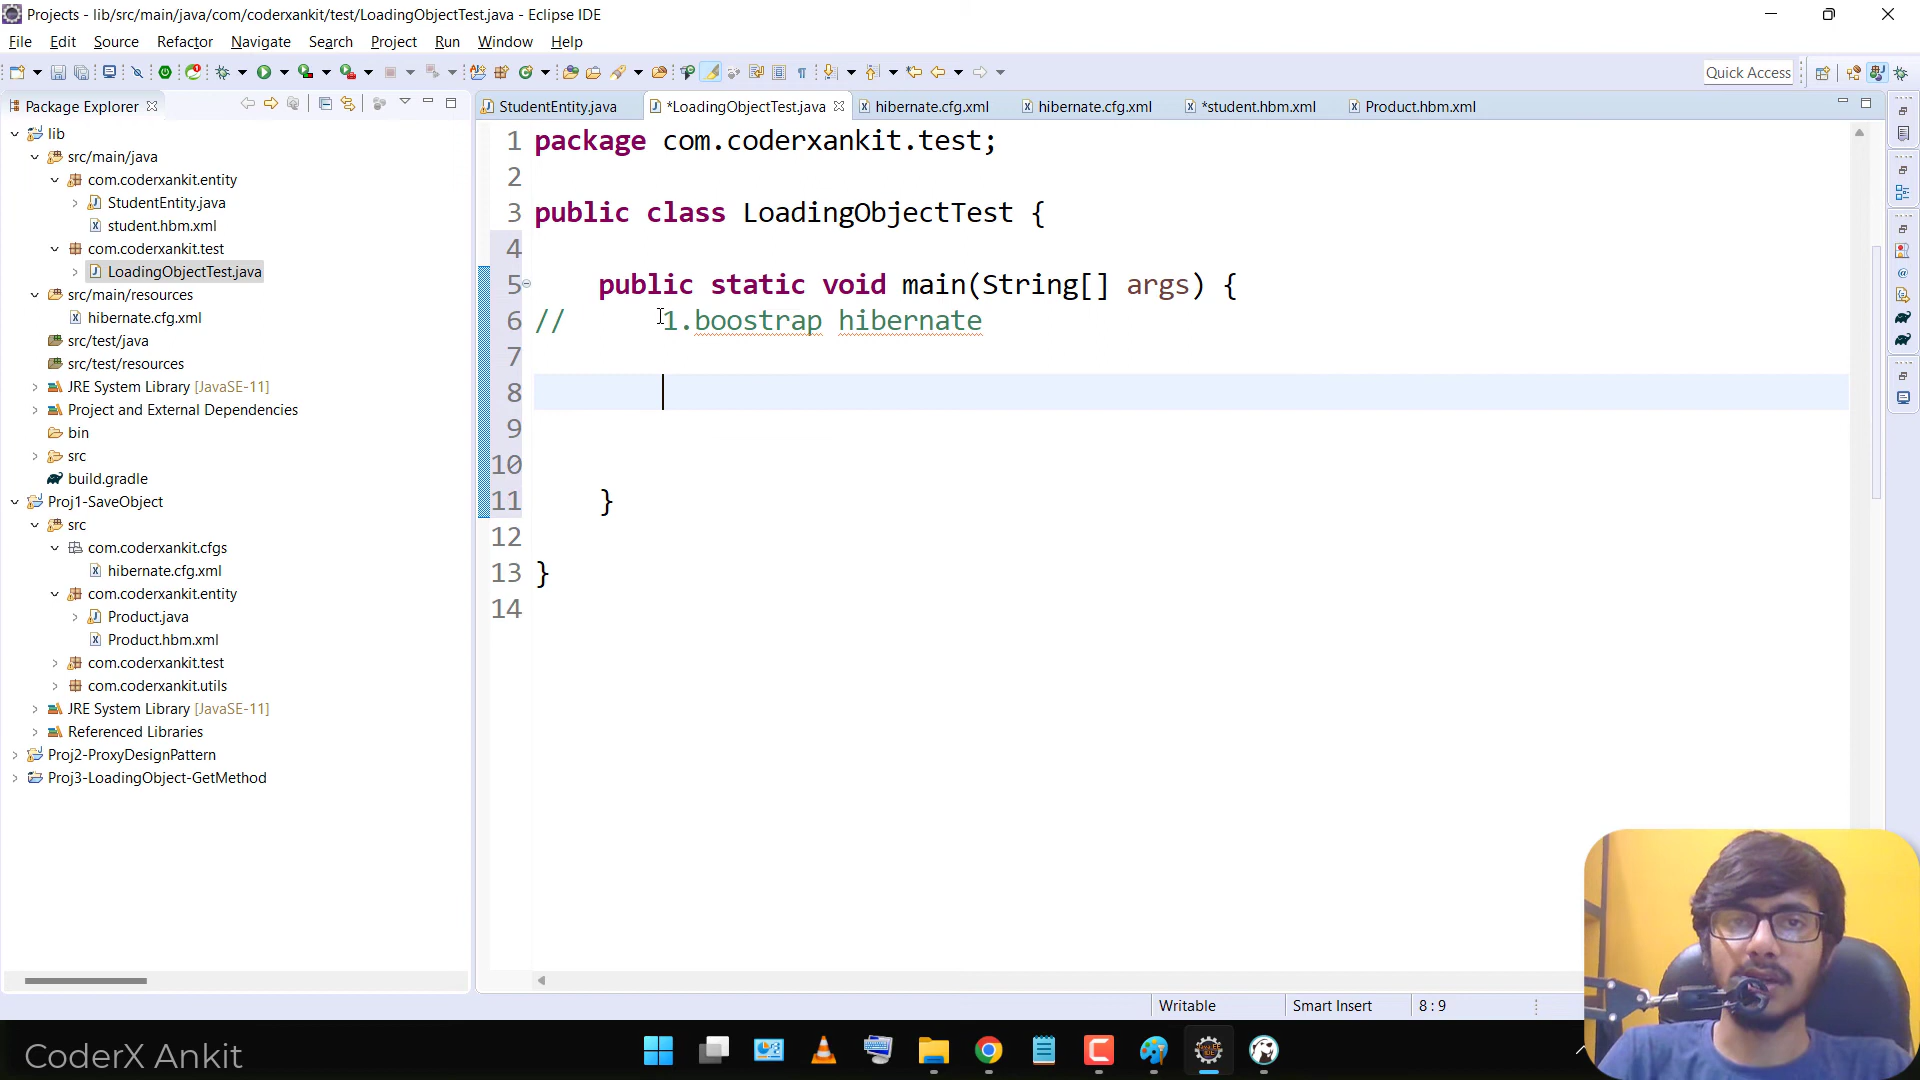 Projects - lib/src/main/java/com/coderxankit/test/LoadingObjectTest.java - Eclipse IDE
File Edit Source Refactor Navigate Search Project Run Window Help
Quick Access
Package Explorer
StudentEntity.java
*LoadingObjectTest.java
hibernate.cfg.xml
hibernate.cfg.xml
*student.hbm.xml
Product.hbm.xml
lib
src/main/java
com.coderxankit.entity
StudentEntity.java
student.hbm.xml
com.coderxankit.test
LoadingObjectTest.java
src/main/resources
hibernate.cfg.xml
src/test/java
src/test/resources
JRE System Library [JavaSE-11]
Project and External Dependencies
bin
src
build.gradle
Proj1-SaveObject
src
com.coderxankit.cfgs
hibernate.cfg.xml
com.coderxankit.entity
Product.java
Product.hbm.xml
com.coderxankit.test
com.coderxankit.utils
JRE System Library [JavaSE-11]
Referenced Libraries
Proj2-ProxyDesignPattern
Proj3-LoadingObject-GetMethod
1 package com.coderxankit.test;
2
3 public class LoadingObjectTest {
4
5 public static void main(String[] args) {
6 // 1.boostrap hibernate
7
8
9
10
11 }
12
13 }
14
Writable Smart Insert 8 : 9
CoderX Ankit